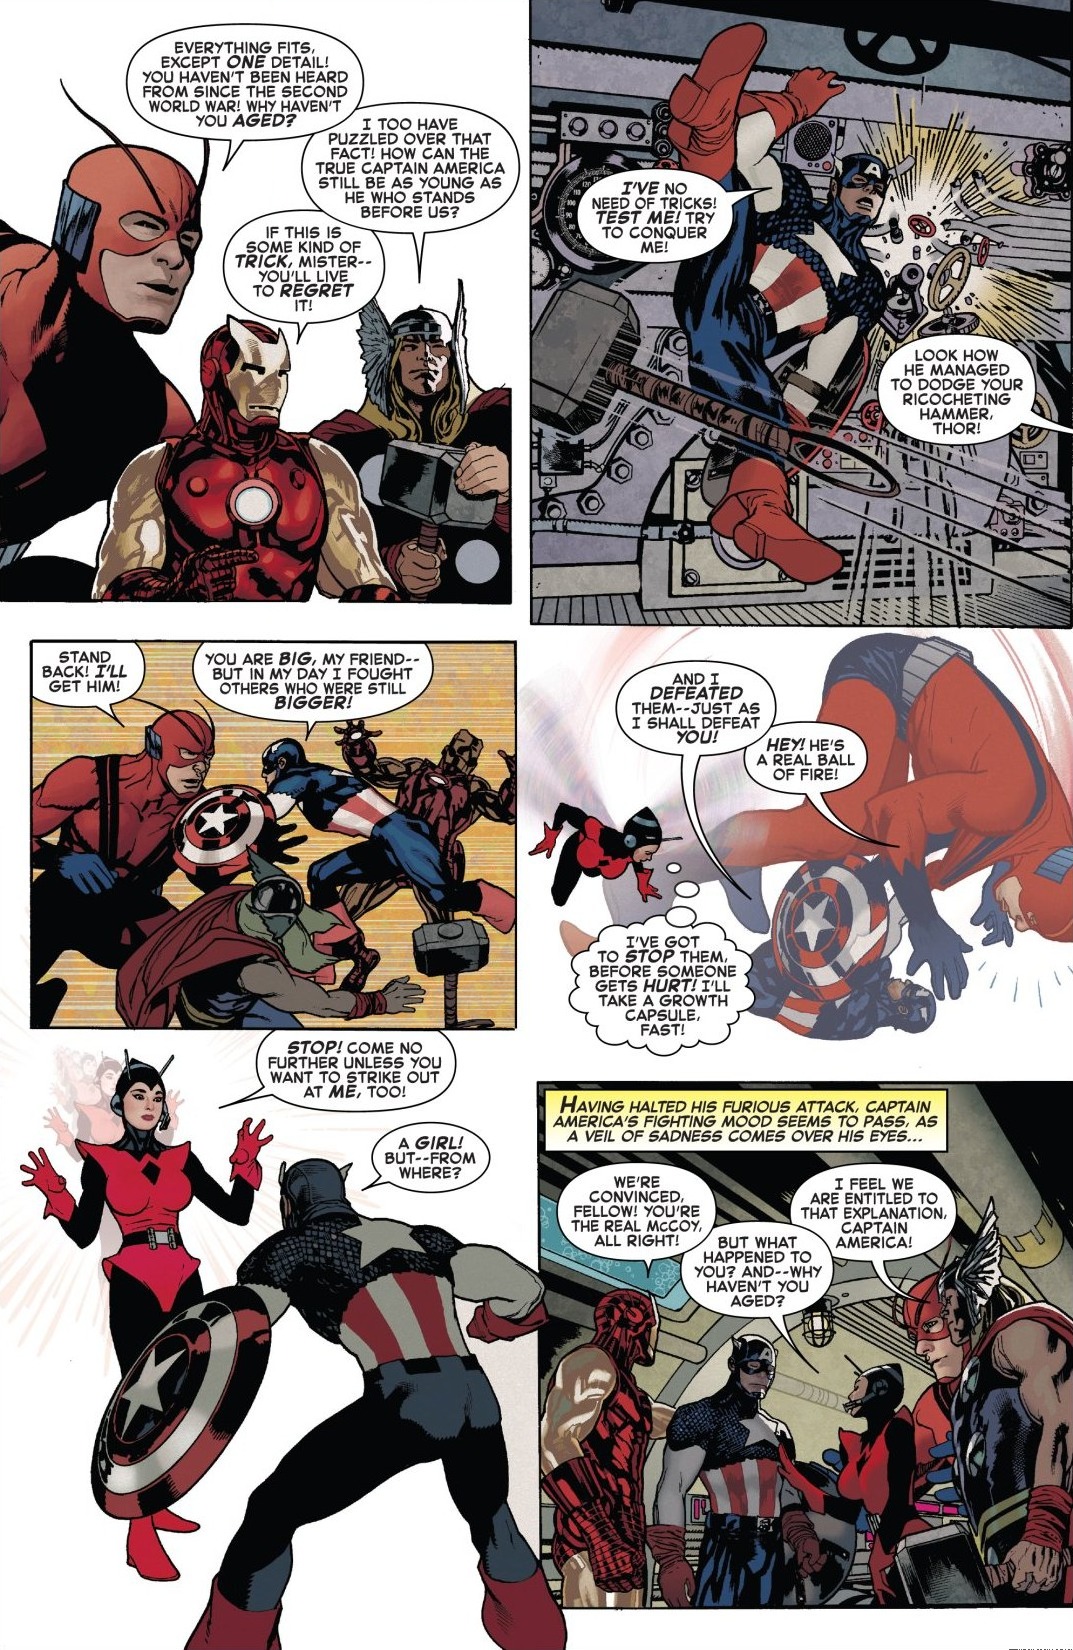 EVERYTHING FITS,
EXCEPT ONE DETAIL!
YOU HAVEN'T BEEN HEARD
FROM SINCE THE SECOND
WORLD WAR! WHY HAVEN'T
YOU AGED?
I TOO HAVE
PUZZLED OVER THAT
FACT! HOW CAN THE
TRUE CAPTAIN AMERICA
STILL BE AS YOUNG AS
HE WHO STANDS
BEFORE US?
IF THIS IS
SOME KIND OF
TRICK, MISTER--
YOU'LL LIVE
TO REGRET
IT!
I'VE NO
NEED OF TRICKS!
TEST ME! TRY
TO CONQUER
ME!
LOOK HOW
HE MANAGED
TO DODGE YOUR
RICOCHETING
HAMMER,
THOR!
STAND
BACK! I'LL
GET HIM!
YOU ARE BIG, MY FRIEND--
BUT IN MY DAY I FOUGHT
OTHERS WHO WERE STILL
BIGGER!
AND I
DEFEATED
THEM--JUST AS
I SHALL DEFEAT
YOU!
HEY! HE'S
A REAL BALL
OF FIRE!
I'VE GOT
TO STOP THEM,
BEFORE SOMEONE
GETS HURT! I'LL
TAKE A GROWTH
CAPSULE,
FAST!
STOP! COME NO
FURTHER UNLESS YOU
WANT TO STRIKE OUT
AT ME, TOO!
A GIRL!
BUT--FROM
WHERE?
HAVING HALTED HIS FURIOUS ATTACK, CAPTAIN
AMERICA'S FIGHTING MOOD SEEMS TO PASS, AS
A VEIL OF SADNESS COMES OVER HIS EYES...
WE'RE
CONVINCED,
FELLOW! YOU'RE
THE REAL McCOY,
ALL RIGHT!
BUT WHAT
HAPPENED TO
YOU? AND--WHY
HAVEN'T YOU
AGED?
I FEEL WE
ARE ENTITLED TO
THAT EXPLANATION,
CAPTAIN
AMERICA!